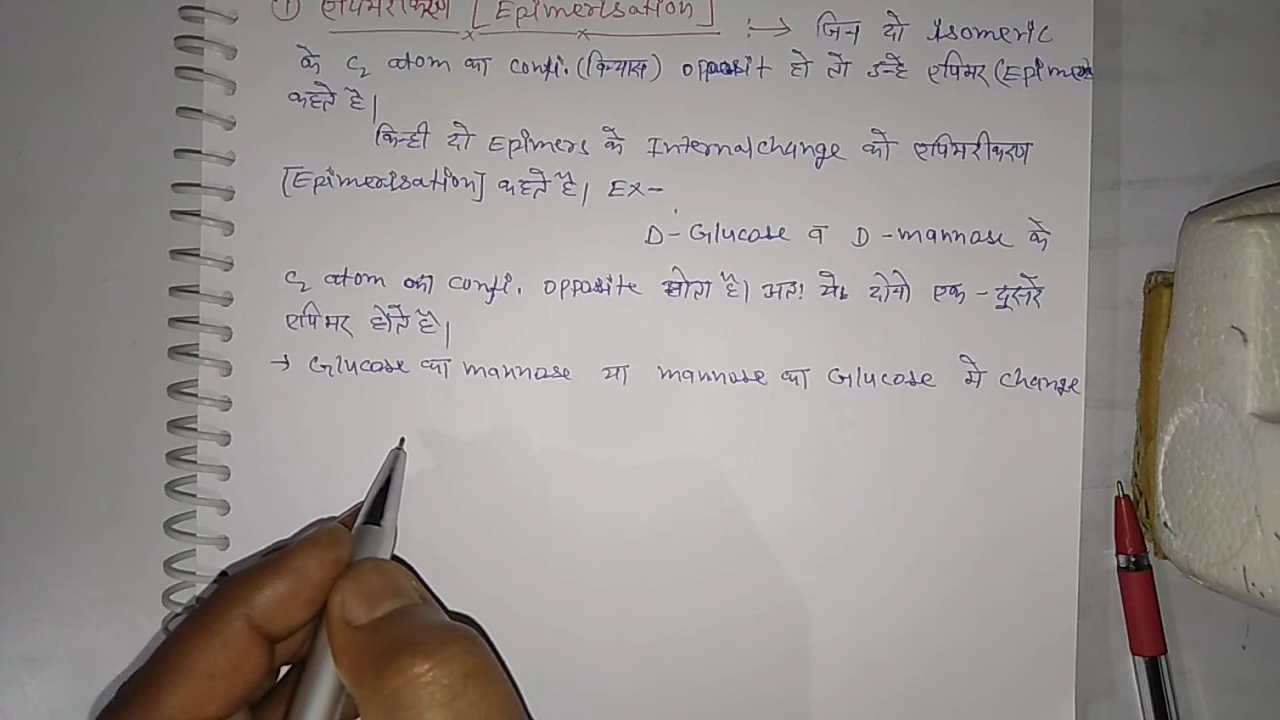 ① एपिमरीकरण [Epimerisation] :→ जिन दो Isomeric
के C2 atom का confi. (विन्यास) opposit हो तो उन्हे एपिमर (Epimer
कहते है।
किन्ही दो Epimers के Internalchange को एपिमरीकरण
[Epimerisation] कहते है। Ex-
D-Glucose व D-mannose के
C2 atom का confi. opposite होता है। अतः ये दोनो एक-दूसरे
एपिमर होते है।
→ Glucose का mannose या mannose का Glucose मे change